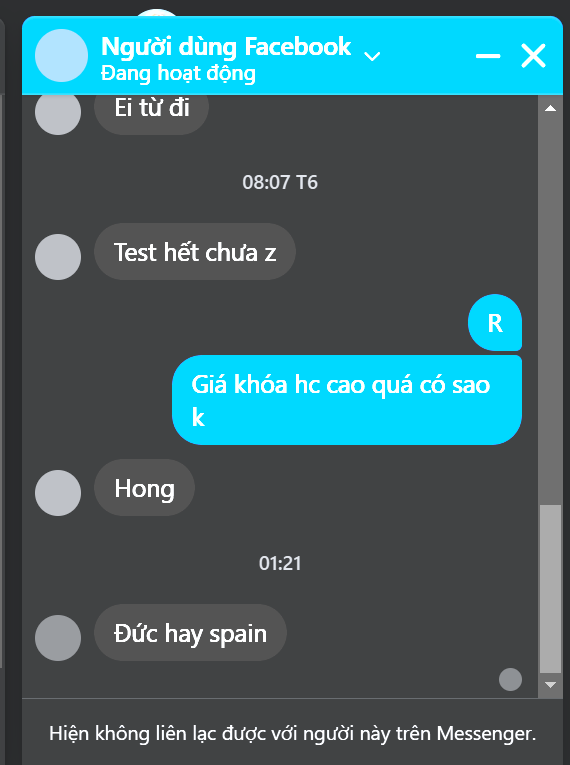 Người dùng Facebook
Đang hoạt động
Ei từ đi
08:07 T6
Test hết chưa z
R
Giá khóa hc cao quá có sao
k
Hong
01:21
Đức hay spain
Hiện không liên lạc được với người này trên Messenger.